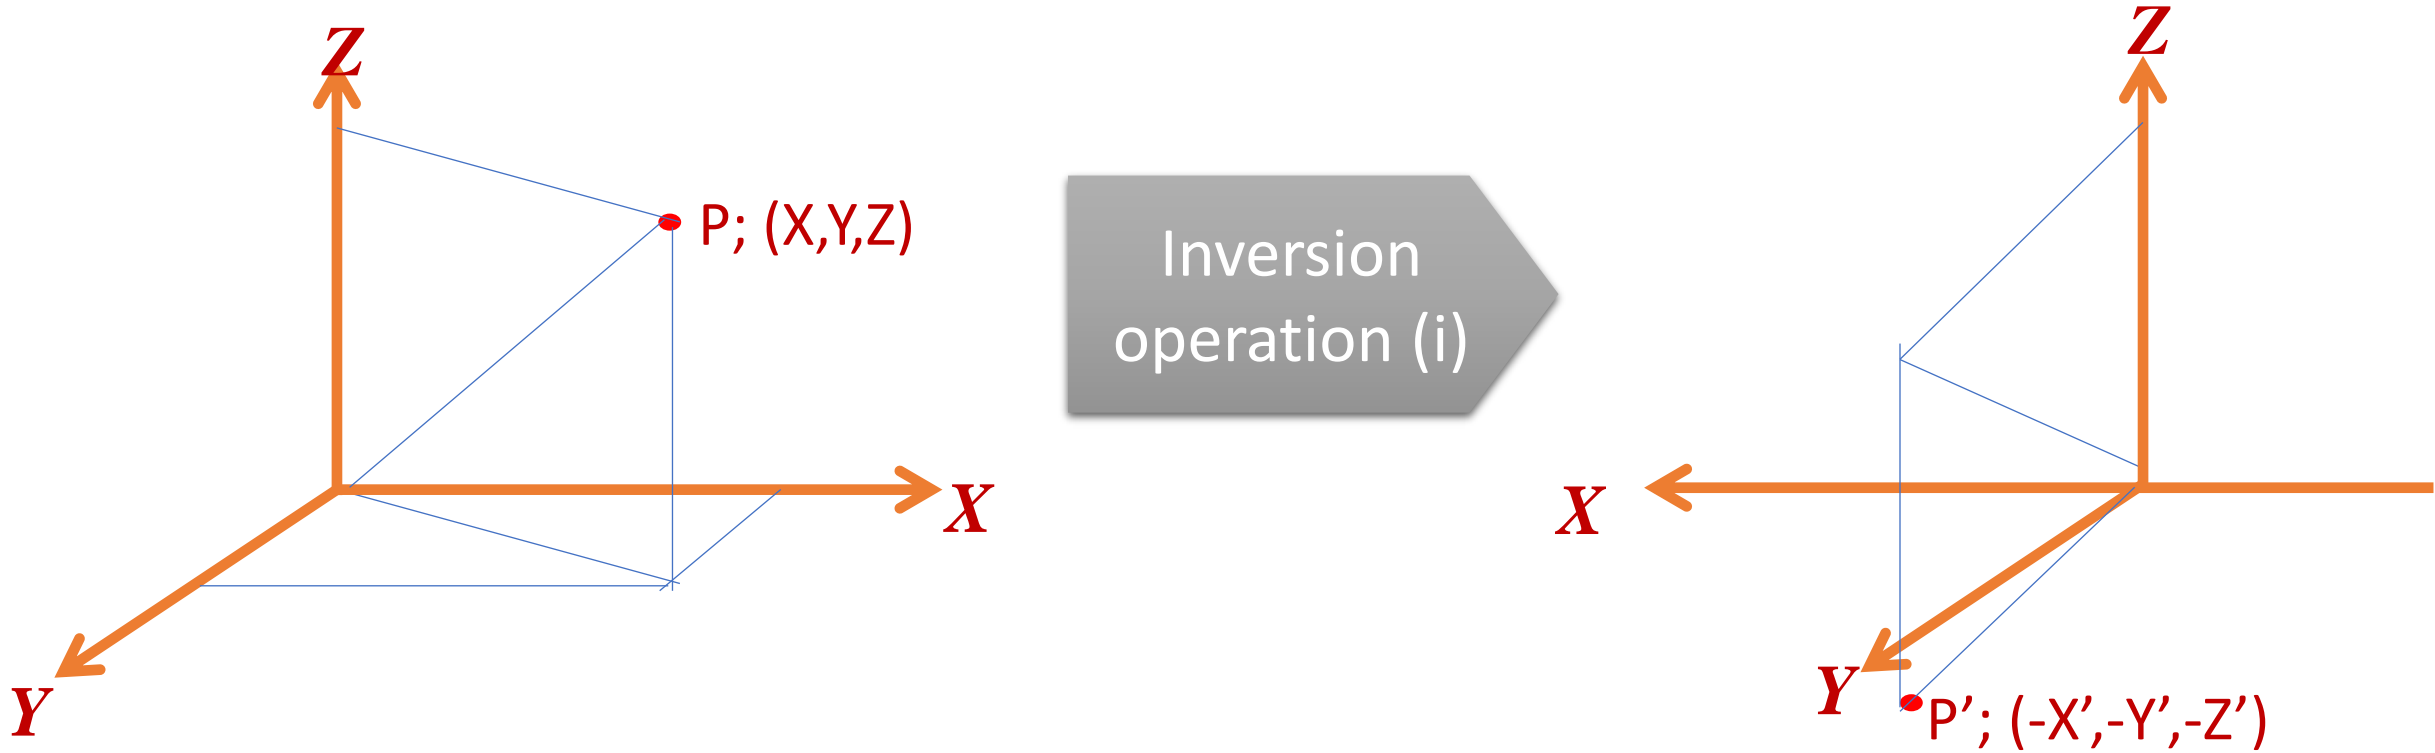 Z
P; (X,Y,Z)
X
Y
Inversion
operation (i)
Z
X
Y
P′; (-X′,-Y′,-Z′)